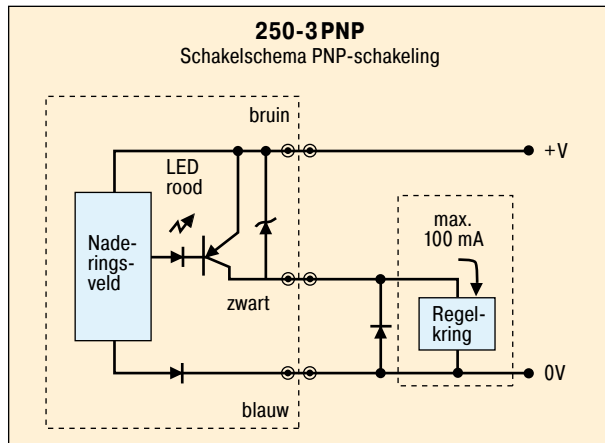 250-3 PNP
Schakelschema PNP-schakeling
bruin
+V
LED
rood
max.
100 mA
Nade-
rings-
veld
zwart
Regel-
kring
0V
blauw